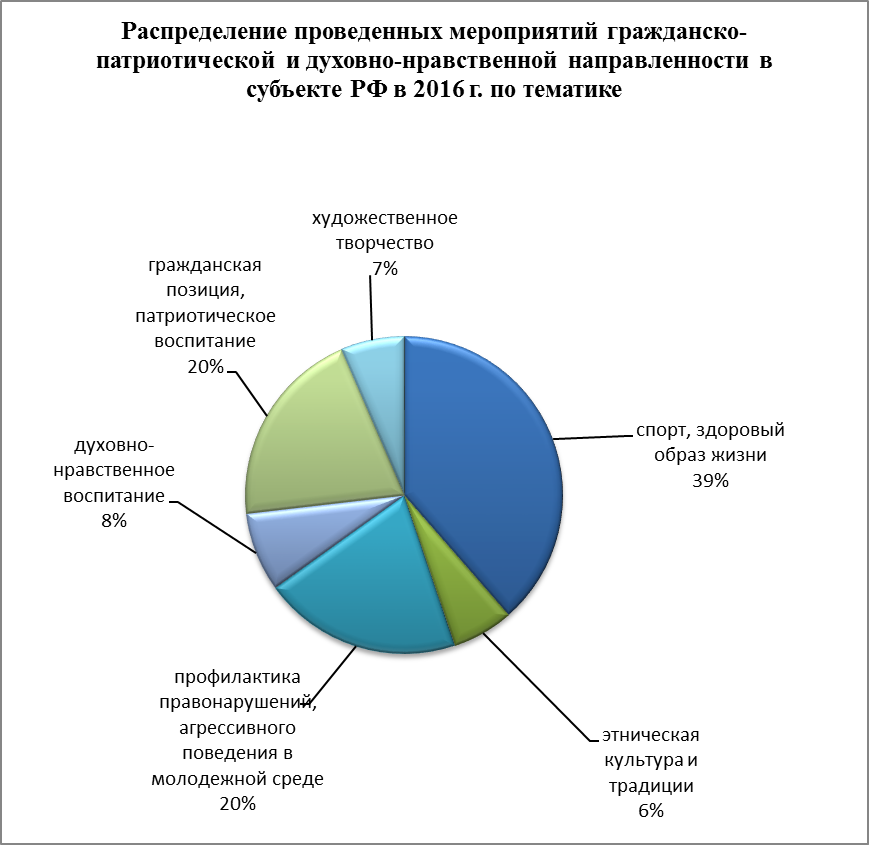 Распределение проведенных мероприятий гражданско-
патриотической и духовно-нравственной направленности в
субъекте РФ в 2016 г. по тематике
художественное
творчество
7%
гражданская
позиция,
патриотическое
воспитание
20%
спорт, здоровый
образ жизни
39%
духовно-
нравственное
воспитание
8%
профилактика
правонарушений,
агрессивного
поведения в
молодежной среде
20%
этническая
культура и
традиции
6%